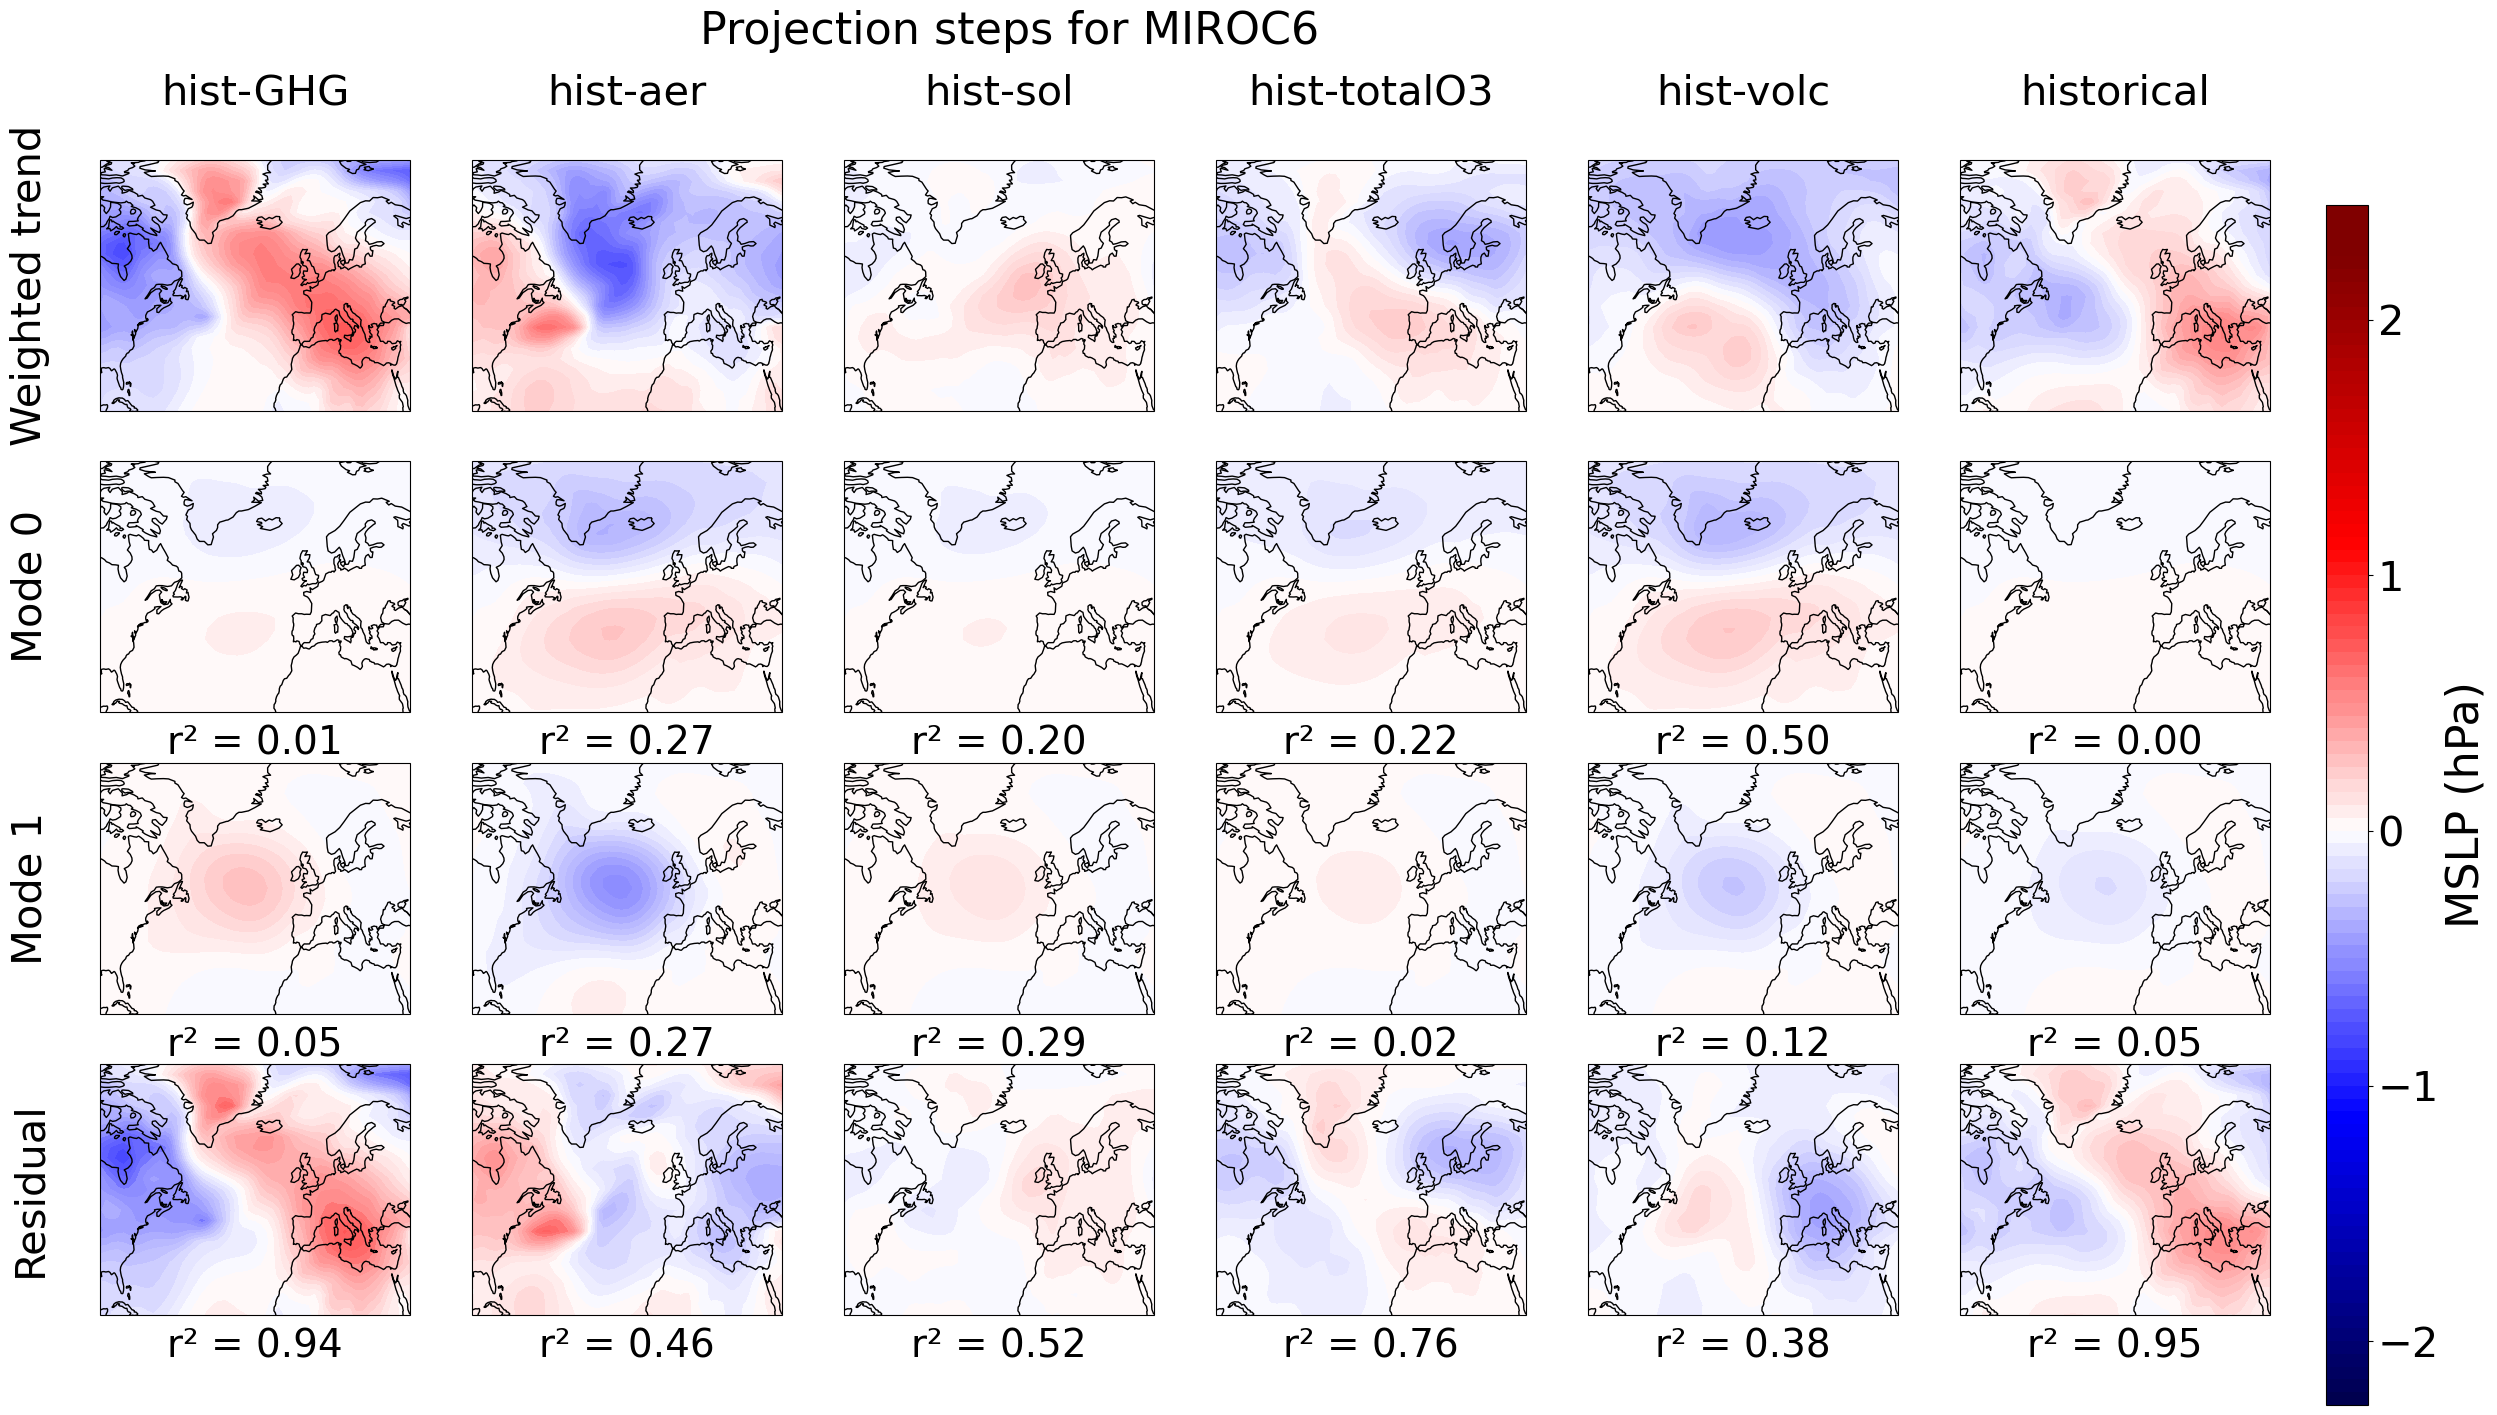 Projection steps for MIROC6
hist-GHG hist-aer hist-sol hist-totalO3 hist-volc historical
Weighted trend
Mode 0
r² = 0.01 r² = 0.27 r² = 0.20 r² = 0.22 r² = 0.50 r² = 0.00
Mode 1
r² = 0.05 r² = 0.27 r² = 0.29 r² = 0.02 r² = 0.12 r² = 0.05
Residual
r² = 0.94 r² = 0.46 r² = 0.52 r² = 0.76 r² = 0.38 r² = 0.95
2
1
0
−1
−2
MSLP (hPa)